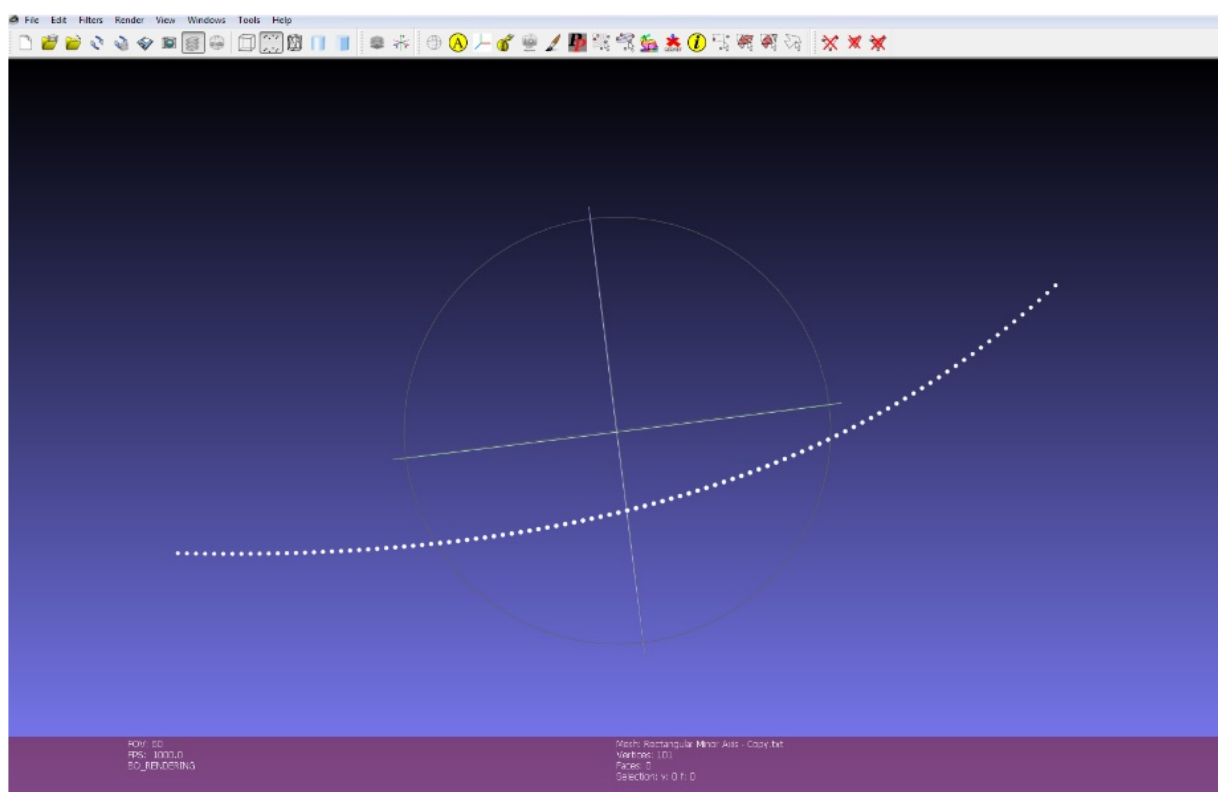 File Edit Filters Render View Windows Tools Help
A
i
FOV: 60
FPS: 1000.0
BO_RENDERING
Mesh: Rectangular Minor Axis - Copy.txt
Vertices: 101
Faces: 0
Selection: v: 0 f: 0